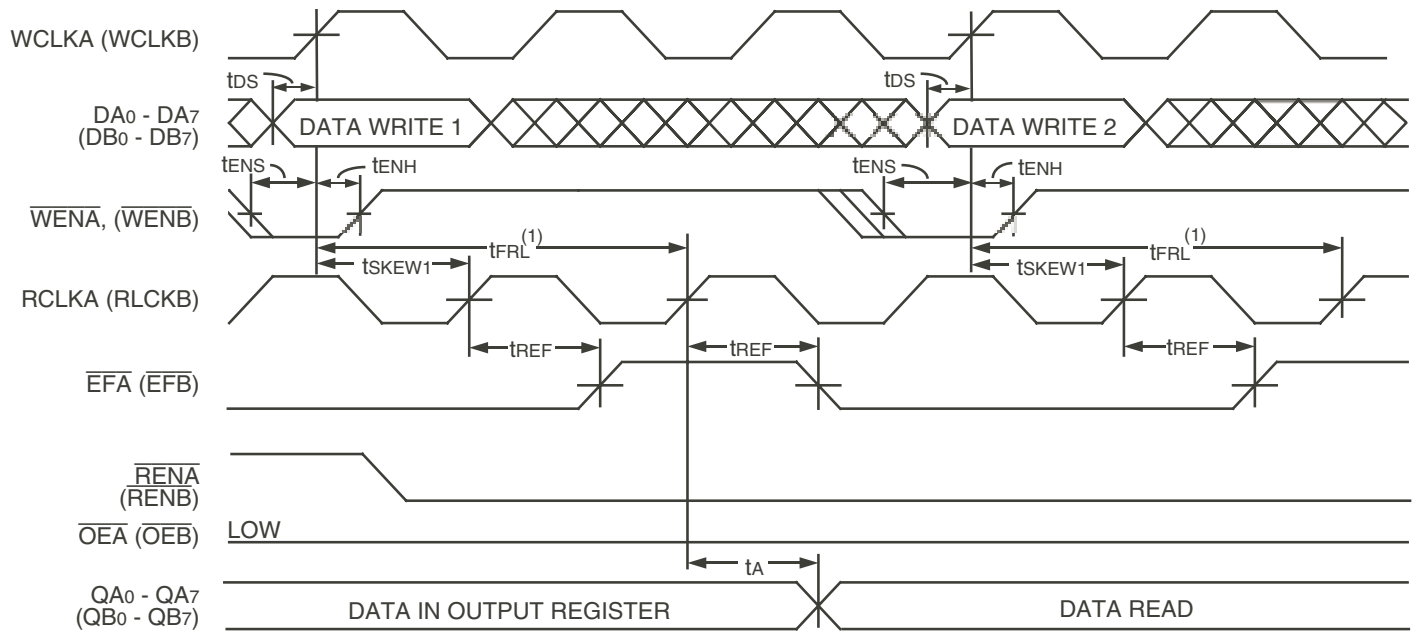 WCLKA (WCLKB)
tDS
tDS
DA0 - DA7
(DB0 - DB7)
DATA WRITE 1
DATA WRITE 2
tENS
tENH
tENS
tENH
WENA, (WENB)
tFRL(1)
tFRL(1)
tSKEW1
tSKEW1
RCLKA (RLCKB)
tREF
tREF
tREF
EFA (EFB)
RENA
(RENB)
OEA (OEB)
LOW
tA
QA0 - QA7
(QB0 - QB7)
DATA IN OUTPUT REGISTER
DATA READ